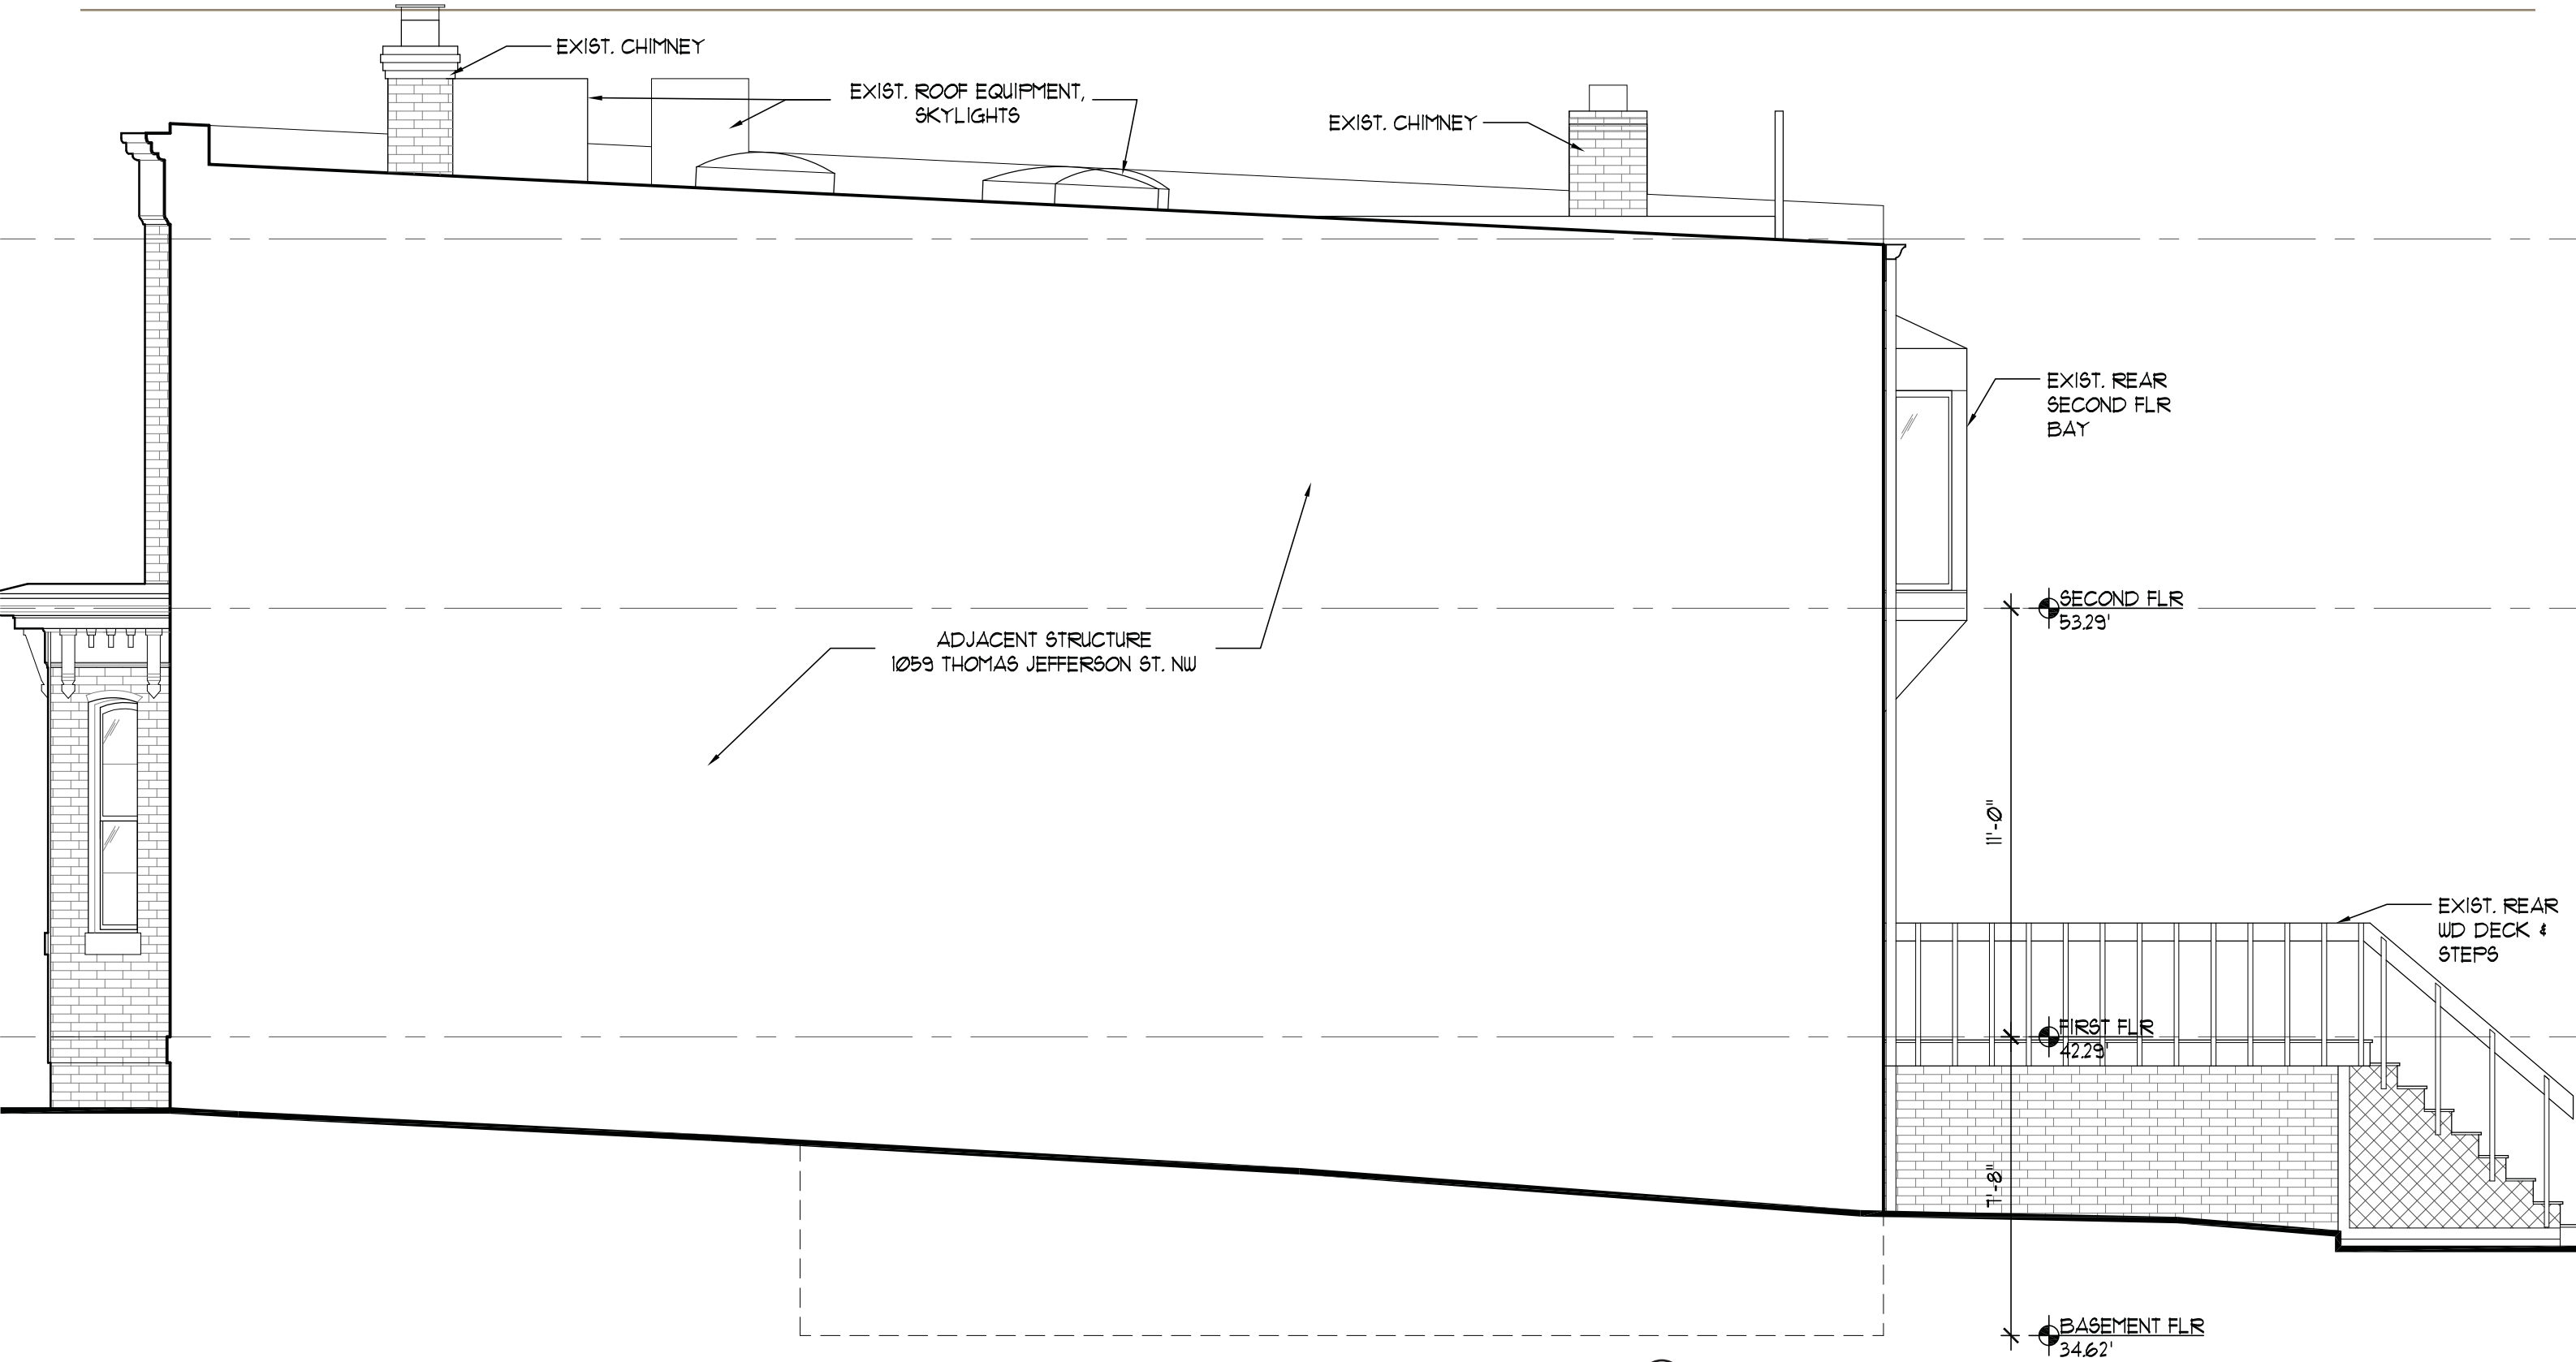 EXIST. CHIMNEY
EXIST. ROOF EQUIPMENT,
SKYLIGHTS
EXIST. CHIMNEY
EXIST. REAR
SECOND FLR
BAY
SECOND FLR
53.29'
ADJACENT STRUCTURE
1059 THOMAS JEFFERSON ST. NW
11'-0"
EXIST. REAR
WD DECK &
STEPS
FIRST FLR
42.29'
7'-8"
BASEMENT FLR
34.62'